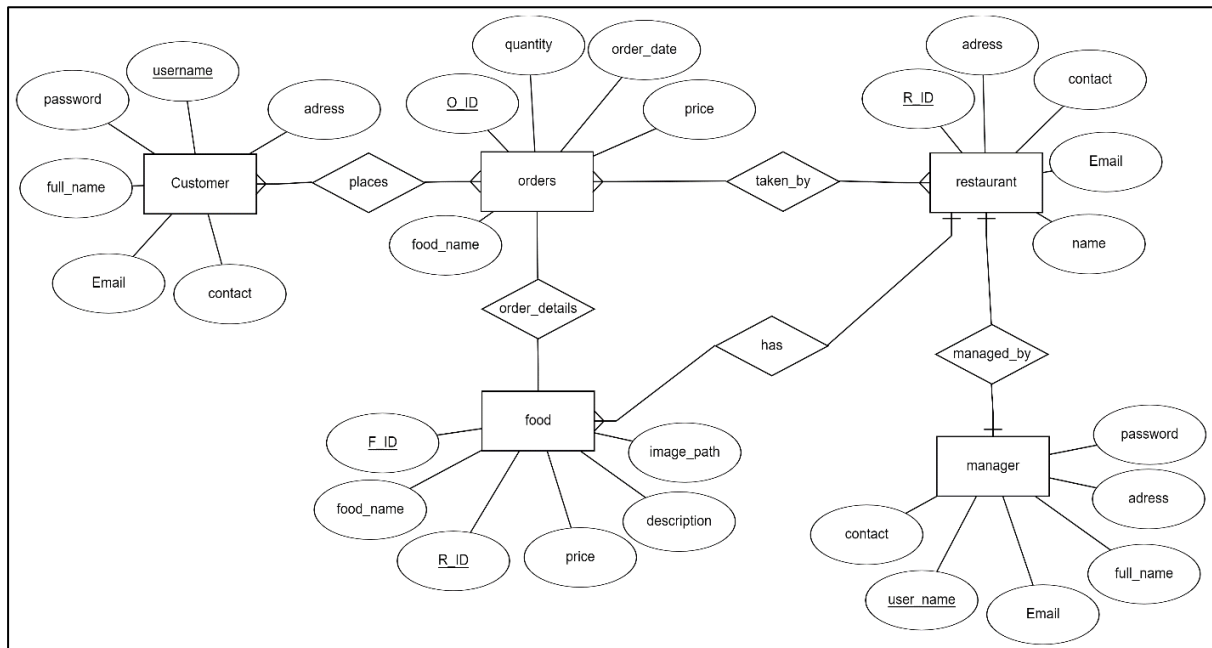 quantity
order_date
adress
username
password
adress
O_ID
price
R_ID
contact
Customer
places
orders
taken_by
restaurant
Email
full_name
food_name
name
Email
contact
order_details
has
managed_by
food
F_ID
image_path
food_name
description
R_ID
price
manager
password
adress
contact
full_name
user_name
Email